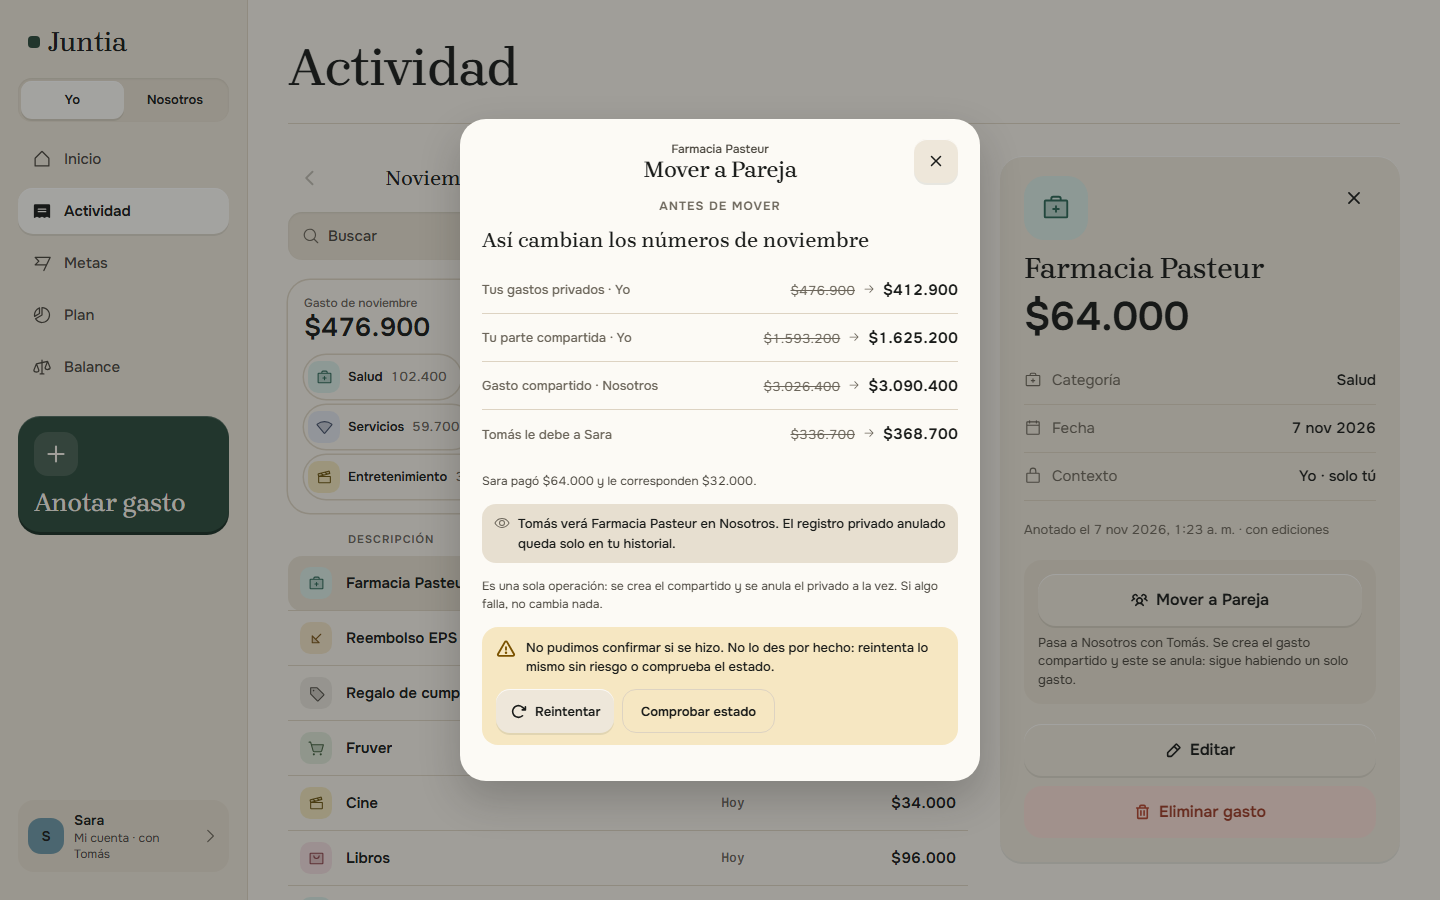 Juntia
Yo
Nosotros
Inicio
Actividad
Metas
Plan
Balance
Anotar gasto
Sara
Mi cuenta · con
Tomás
S
Actividad
Buscar
Gasto de noviembre
$476.900
Salud 102.400
Servicios 59.700
Entretenimiento
DESCRIPCIÓN
Farmacia
Reembolso EPS
Regalo de
Fruver
Cine
Hoy
$34.000
Libros
Hoy
$96.000
Farmacia Pasteur
Mover a Pareja
ANTES DE MOVER
Así cambian los números de noviembre
Tus gastos privados · Yo
$476.900 → $412.900
Tu parte compartida · Yo
$1.593.200 → $1.625.200
Gasto compartido · Nosotros
$3.026.400 → $3.090.400
Tomás le debe a Sara
$336.700 → $368.700
Sara pagó $64.000 y le corresponden $32.000.
Tomás verá Farmacia Pasteur en Nosotros. El registro privado anulado
queda solo en tu historial.
Es una sola operación: se crea el compartido y se anula el privado a la vez. Si algo
falla, no cambia nada.
No pudimos confirmar si se hizo. No lo des por hecho: reintenta lo
mismo sin riesgo o comprueba el estado.
Reintentar
Comprobar estado
Farmacia Pasteur
$64.000
Categoría
Salud
Fecha
7 nov 2026
Contexto
Yo · solo tú
Anotado el 7 nov 2026, 1:23 a. m. · con ediciones
Mover a Pareja
Pasa a Nosotros con Tomás. Se crea el gasto
compartido y este se anula: sigue habiendo un solo
gasto.
Editar
Eliminar gasto